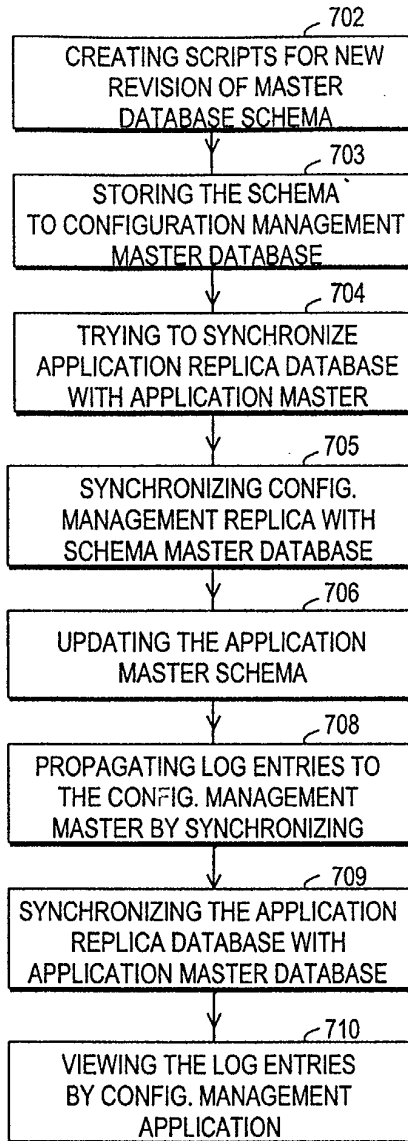 702
CREATING SCRIPTS FOR NEW
REVISION OF MASTER
DATABASE SCHEMA
703
STORING THE SCHEMA
TO CONFIGURATION MANAGEMENT
MASTER DATABASE
704
TRYING TO SYNCHRONIZE
APPLICATION REPLICA DATABASE
WITH APPLICATION MASTER
705
SYNCHRONIZING CONFIG.
MANAGEMENT REPLICA WITH
SCHEMA MASTER DATABASE
706
UPDATING THE APPLICATION
MASTER SCHEMA
708
PROPAGATING LOG ENTRIES TO
THE CONFIG. MANAGEMENT
MASTER BY SYNCHRONIZING
709
SYNCHRONIZING THE APPLICATION
REPLICA DATABASE WITH
APPLICATION MASTER DATABASE
710
VIEWING THE LOG ENTRIES
BY CONFIG. MANAGEMENT
APPLICATION